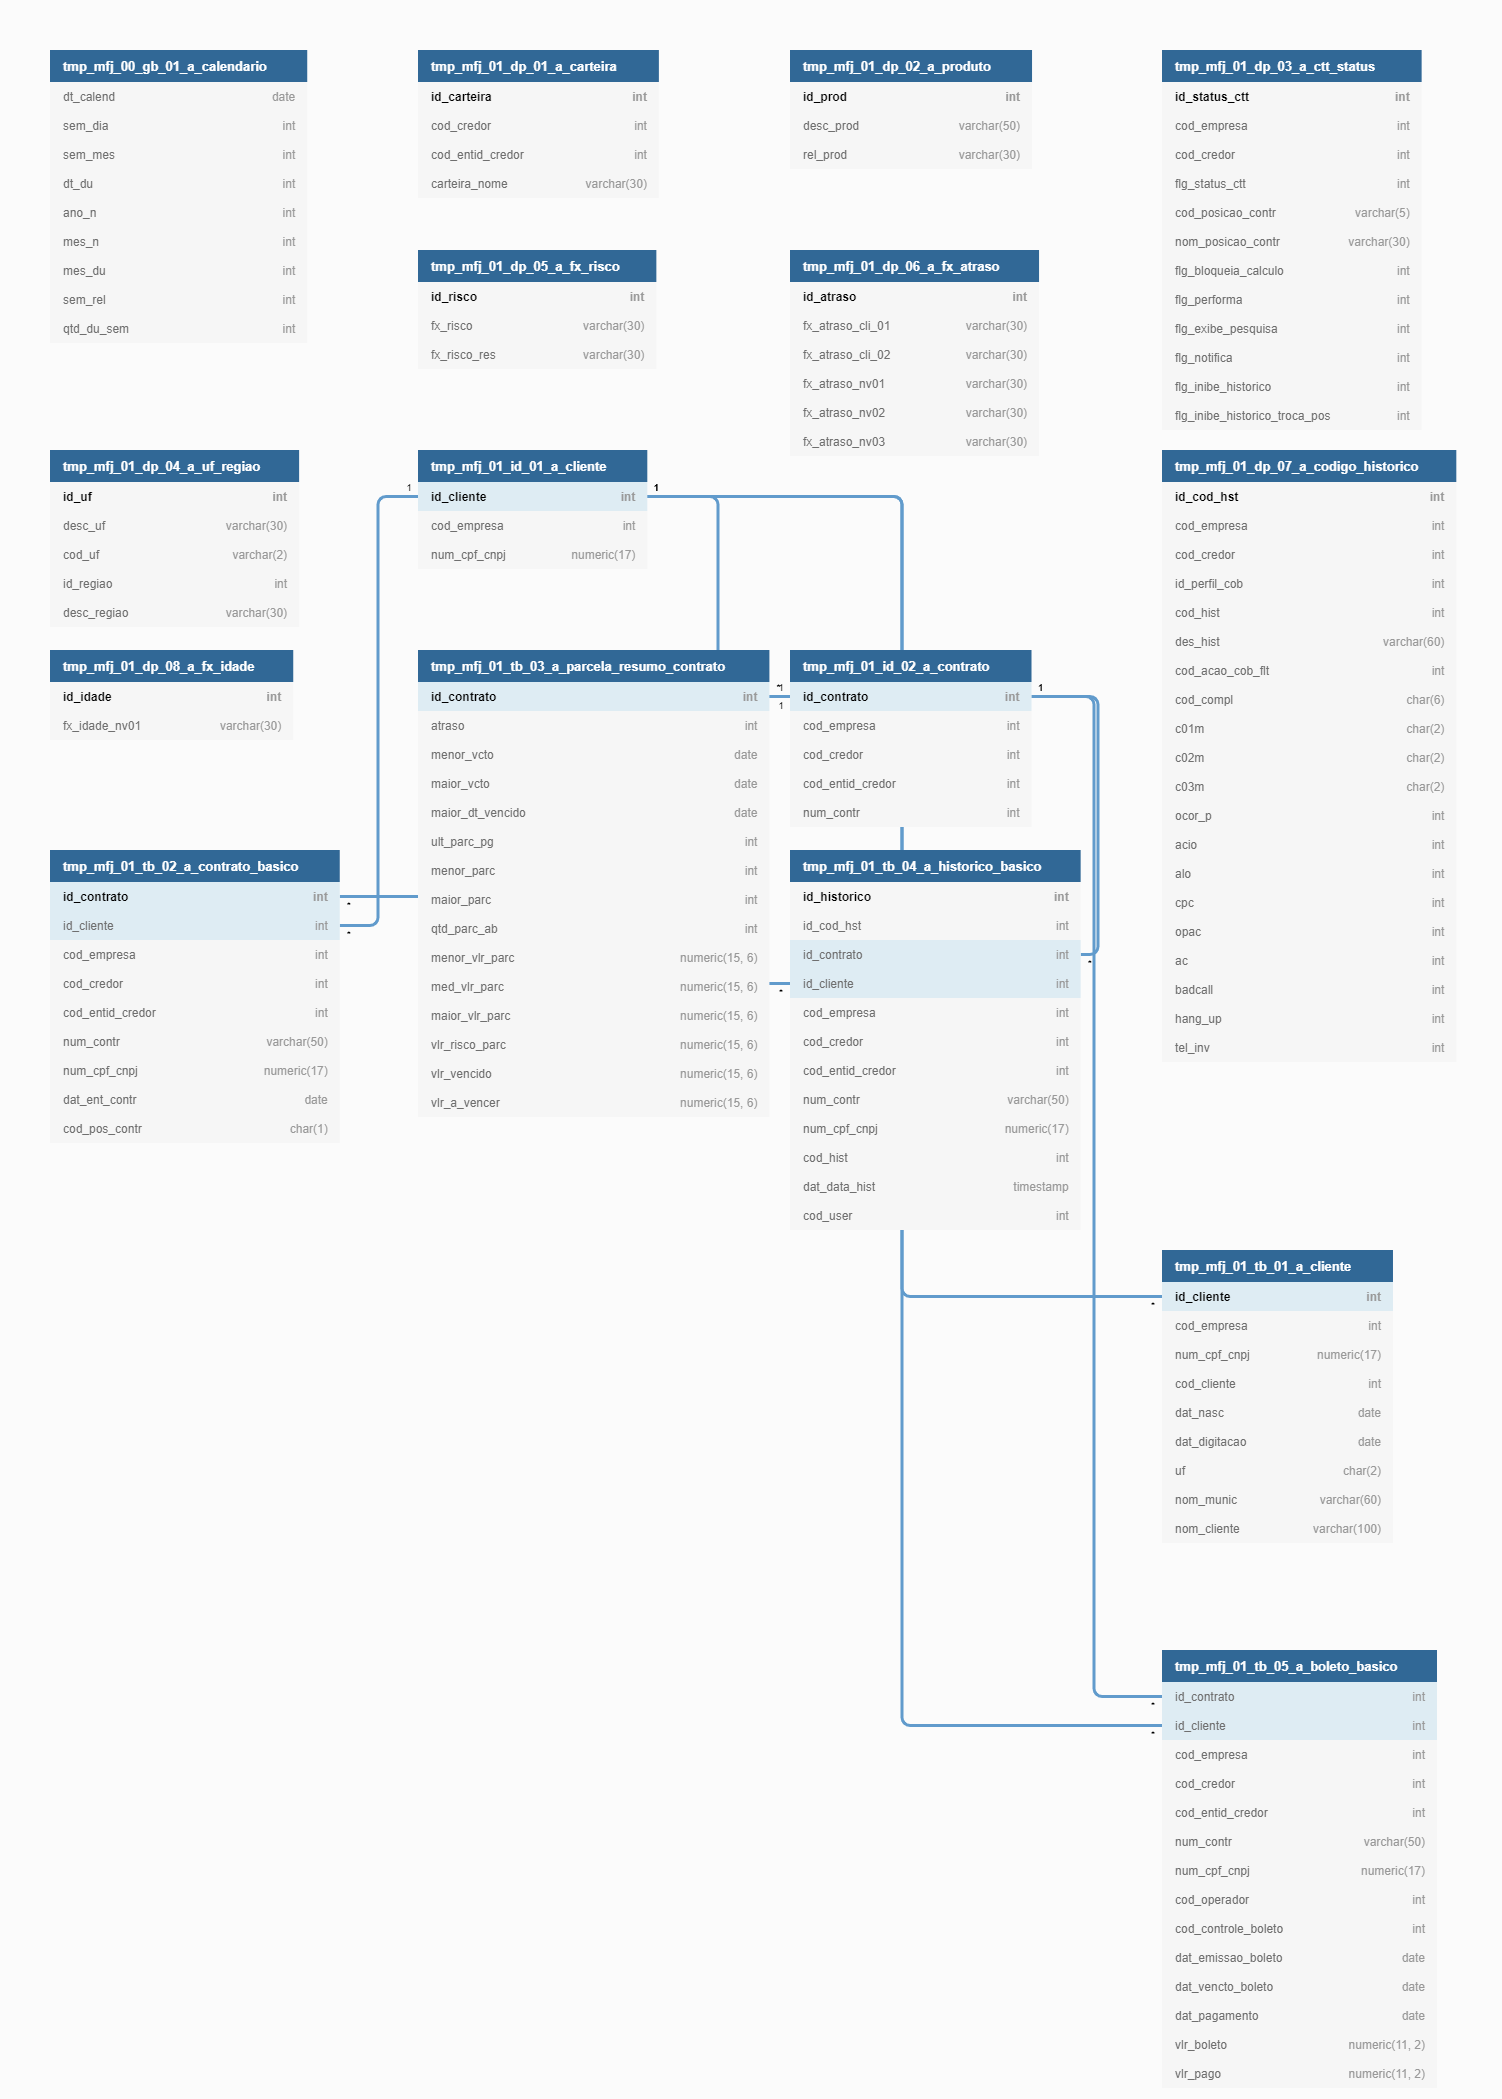 tmp_mfj_00_gb_01_a_calendario
dt_calend date
sem_dia int
sem_mes int
dt_du int
ano_n int
mes_n int
mes_du int
sem_rel int
qtd_du_sem int
tmp_mfj_01_dp_01_a_carteira
id_carteira int
cod_credor int
cod_entid_credor int
carteira_nome varchar(30)
tmp_mfj_01_dp_02_a_produto
id_prod int
desc_prod varchar(50)
rel_prod varchar(30)
tmp_mfj_01_dp_03_a_ctt_status
id_status_ctt int
cod_empresa int
cod_credor int
flg_status_ctt int
cod_posicao_contr varchar(5)
nom_posicao_contr varchar(30)
flg_bloqueia_calculo int
flg_performa int
flg_exibe_pesquisa int
flg_notifica int
flg_inibe_historico int
flg_inibe_historico_troca_pos int
tmp_mfj_01_dp_05_a_fx_risco
id_risco int
fx_risco varchar(30)
fx_risco_res varchar(30)
tmp_mfj_01_dp_06_a_fx_atraso
id_atraso int
fx_atraso_cli_01 varchar(30)
fx_atraso_cli_02 varchar(30)
fx_atraso_nv01 varchar(30)
fx_atraso_nv02 varchar(30)
fx_atraso_nv03 varchar(30)
tmp_mfj_01_dp_04_a_uf_regiao
id_uf int
desc_uf varchar(30)
cod_uf varchar(2)
id_regiao int
desc_regiao varchar(30)
tmp_mfj_01_id_01_a_cliente
1 id_cliente int 1
cod_empresa int
num_cpf_cnpj numeric(17)
tmp_mfj_01_dp_07_a_codigo_historico
id_cod_hst int
cod_empresa int
cod_credor int
id_perfil_cob int
cod_hist int
des_hist varchar(60)
cod_acao_cob_flt int
cod_compl char(6)
c01m char(2)
c02m char(2)
c03m char(2)
ocor_p int
acio int
alo int
cpc int
opac int
ac int
badcall int
hang_up int
tel_inv int
tmp_mfj_01_dp_08_a_fx_idade
id_idade int
fx_idade_nv01 varchar(30)
tmp_mfj_01_tb_03_a_parcela_resumo_contrato
id_contrato int *
atraso int
menor_vcto date
maior_vcto date
maior_dt_vencido date
ult_parc_pg int
menor_parc int
maior_parc int
qtd_parc_ab int
menor_vlr_parc numeric(15, 6)
med_vlr_parc numeric(15, 6)
maior_vlr_parc numeric(15, 6)
vlr_risco_parc numeric(15, 6)
vlr_vencido numeric(15, 6)
vlr_a_vencer numeric(15, 6)
tmp_mfj_01_id_02_a_contrato
1
1
id_contrato int 1
cod_empresa int
cod_credor int
cod_entid_credor int
num_contr int
tmp_mfj_01_tb_02_a_contrato_basico
id_contrato int *
id_cliente int *
cod_empresa int
cod_credor int
cod_entid_credor int
num_contr varchar(50)
num_cpf_cnpj numeric(17)
dat_ent_contr date
cod_pos_contr char(1)
tmp_mfj_01_tb_04_a_historico_basico
id_historico int
id_cod_hst int
id_contrato int *
* id_cliente int
cod_empresa int
cod_credor int
cod_entid_credor int
num_contr varchar(50)
num_cpf_cnpj numeric(17)
cod_hist int
dat_data_hist timestamp
cod_user int
tmp_mfj_01_tb_01_a_cliente
* id_cliente int
cod_empresa int
num_cpf_cnpj numeric(17)
cod_cliente int
dat_nasc date
dat_digitacao date
uf char(2)
nom_munic varchar(60)
nom_cliente varchar(100)
tmp_mfj_01_tb_05_a_boleto_basico
* id_contrato int
* id_cliente int
cod_empresa int
cod_credor int
cod_entid_credor int
num_contr varchar(50)
num_cpf_cnpj numeric(17)
cod_operador int
cod_controle_boleto int
dat_emissao_boleto date
dat_vencto_boleto date
dat_pagamento date
vlr_boleto numeric(11, 2)
vlr_pago numeric(11, 2)